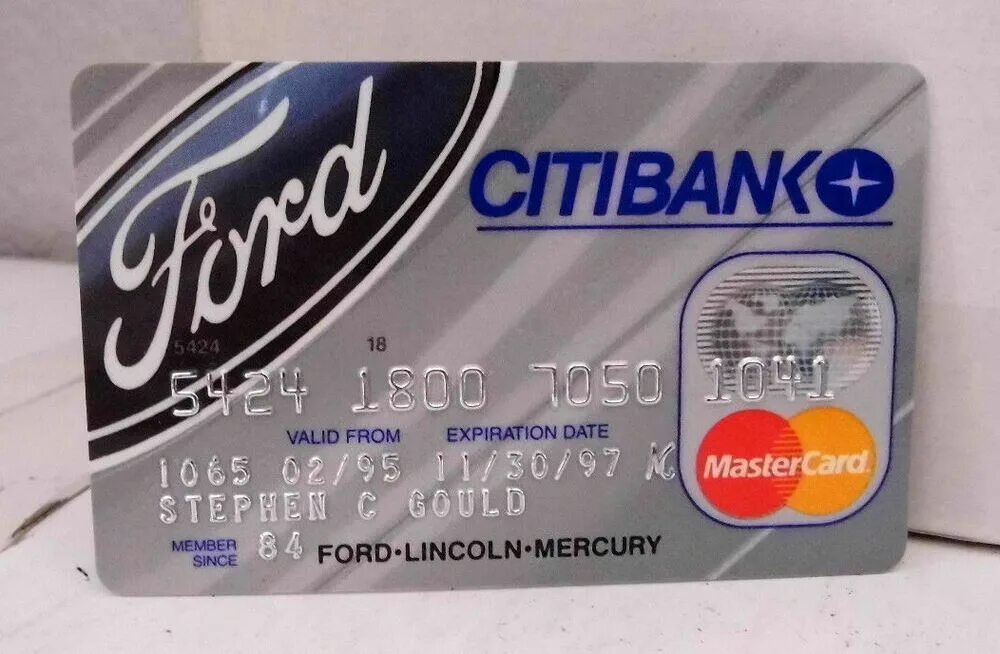 Ford
CITIBANK
5424 18
5424 1800 7050 1041
VALID FROM EXPIRATION DATE
1065 02/95 11/30/97
MasterCard
STEPHEN C GOULD
MEMBER SINCE 84 FORD·LINCOLN·MERCURY